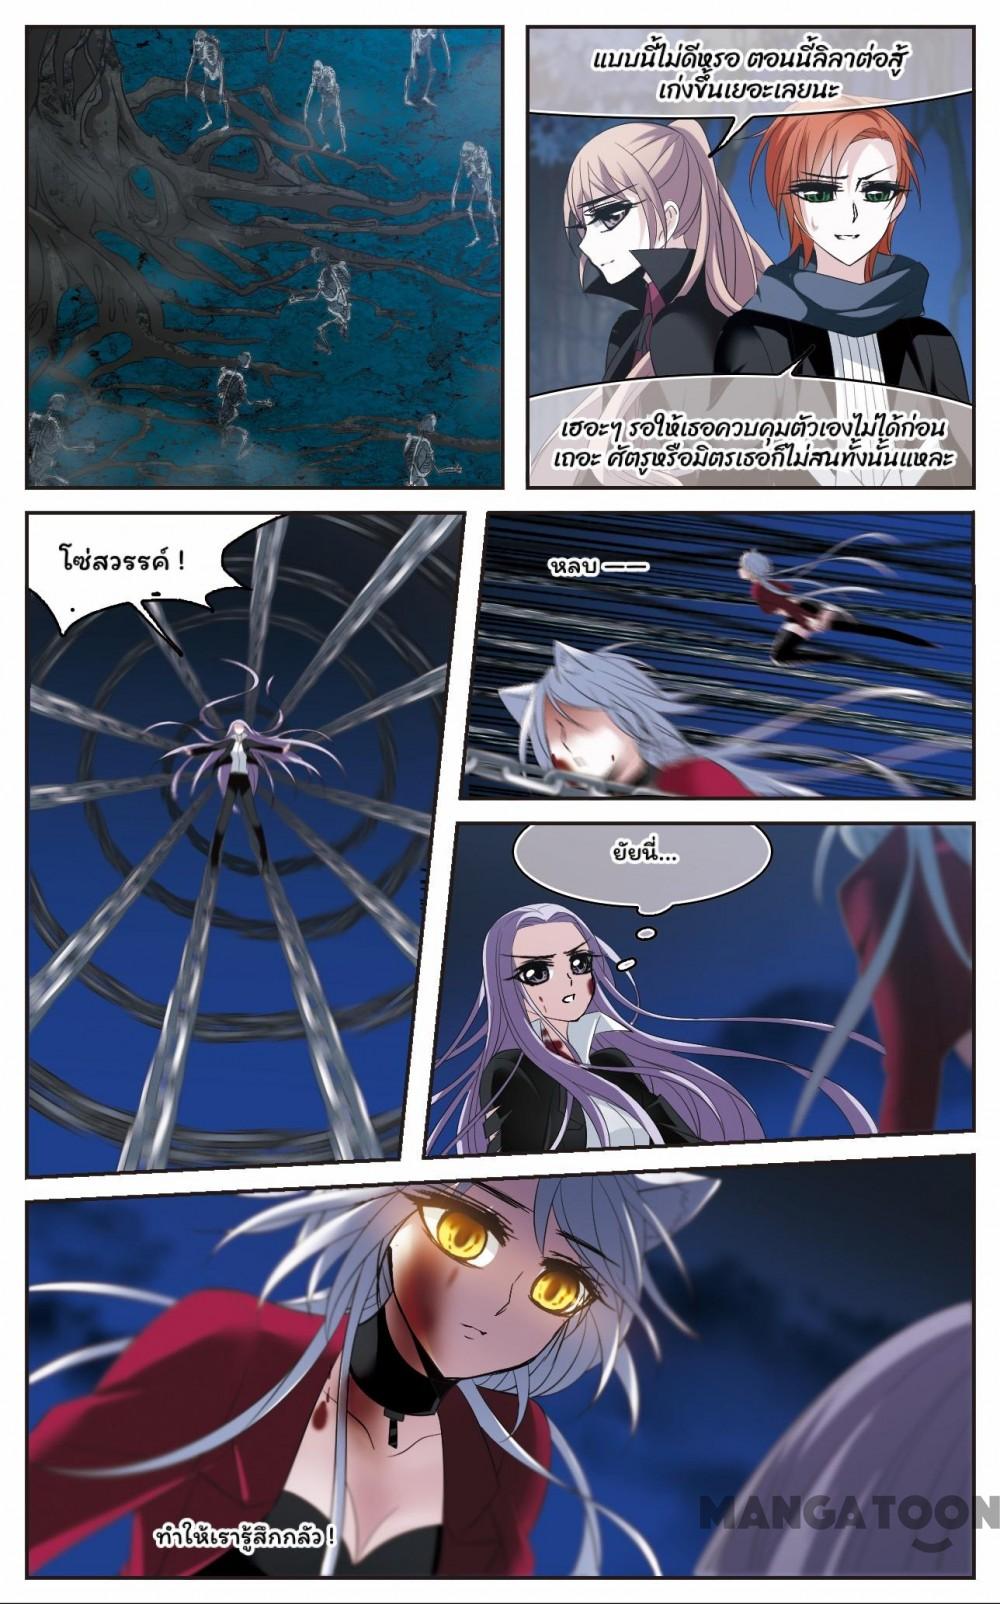 แบบนี้ไม่ดีหรอ ตอนนี้ลิลาต่อสู้
เก่งขึ้นเยอะเลยนะ
เฮอะๆ รอให้เธอควบคุมตัวเองไม่ได้ก่อน
เถอะ ศัตรูหรือมิตรเธอก็ไม่สนทั้งนั้นแหละ
โซ่สวรรค์ !
หลบ ——
ยัยนี่...
ทำให้เรารู้สึกกลัว !
MANGATOON